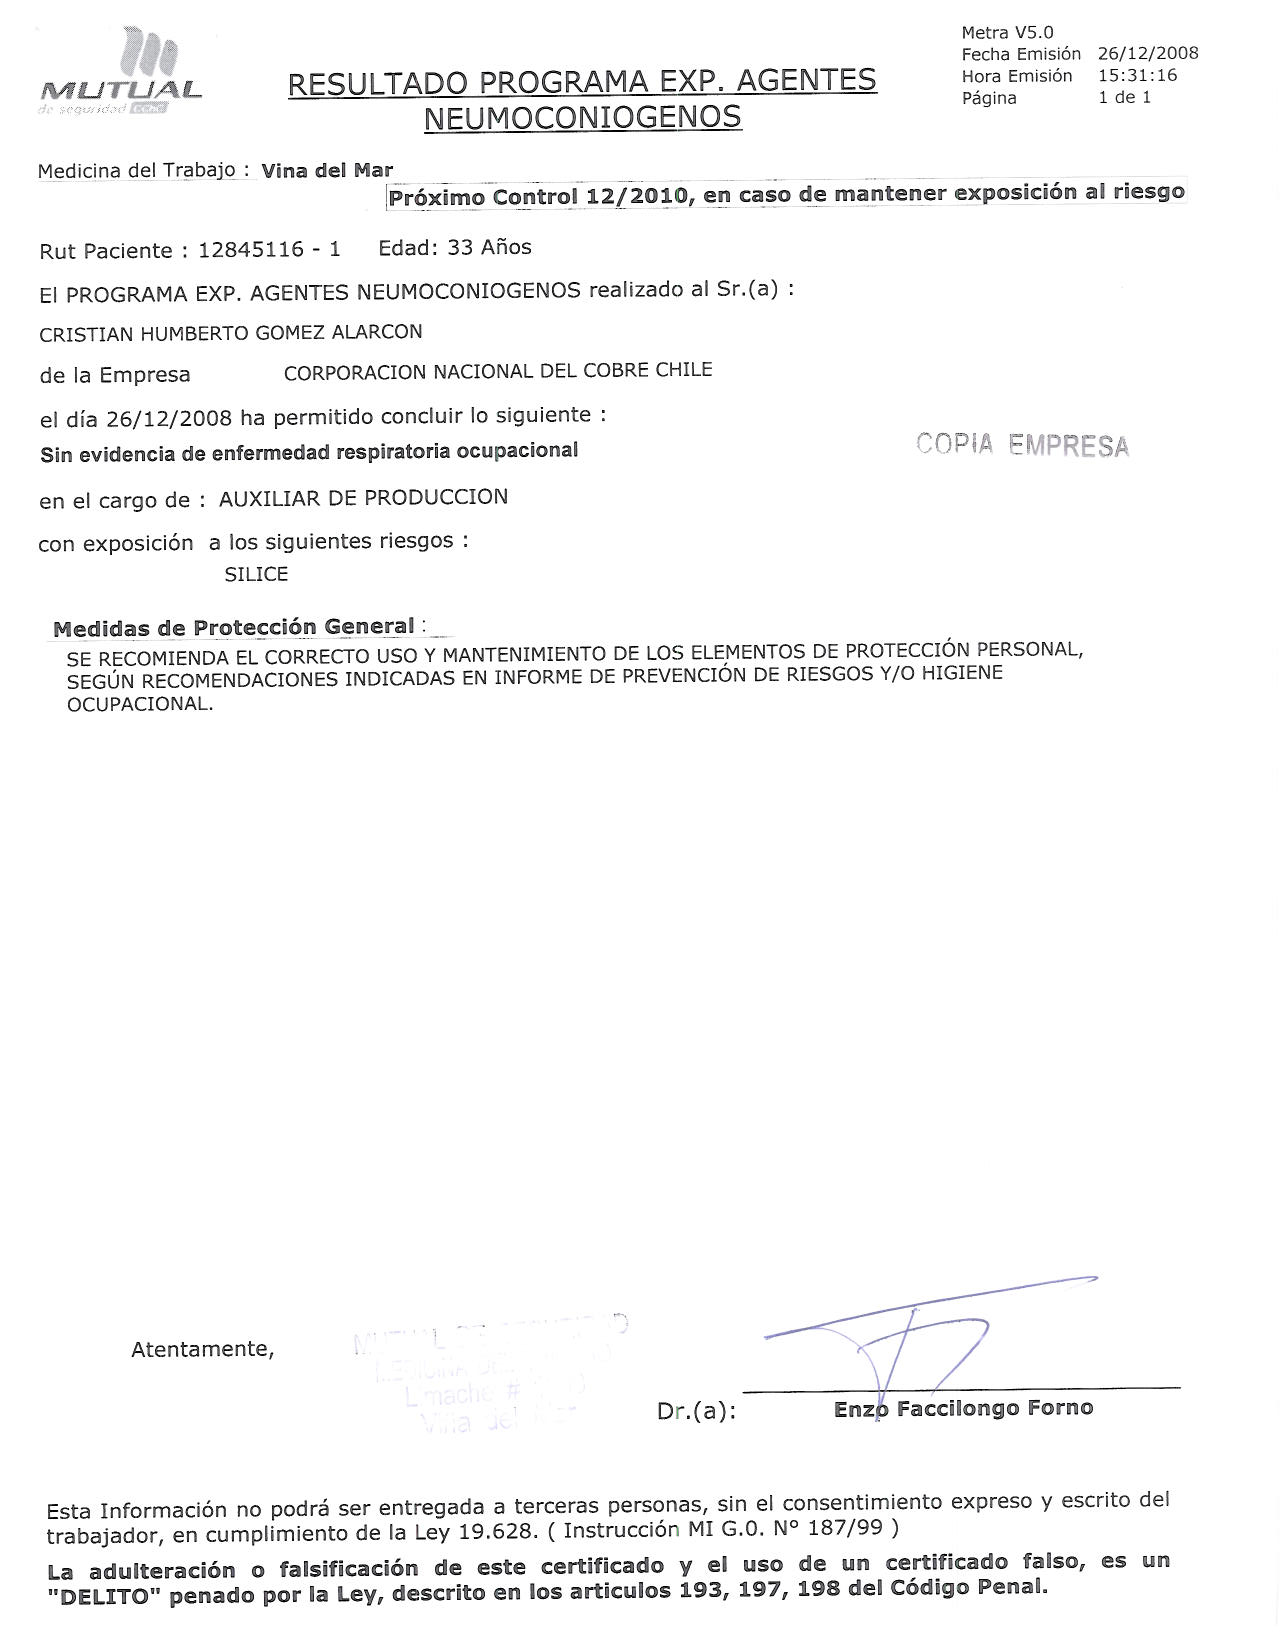 MUTUAL
de seguridad CChC
RESULTADO PROGRAMA EXP. AGENTES
NEUMOCONIOGENOS
Metra V5.0
Fecha Emisión 26/12/2008
Hora Emisión 15:31:16
Página 1 de 1
Medicina del Trabajo : Vina del Mar
Próximo Control 12/2010, en caso de mantener exposición al riesgo
Rut Paciente : 12845116 - 1 Edad: 33 Años
El PROGRAMA EXP. AGENTES NEUMOCONIOGENOS realizado al Sr.(a) :
CRISTIAN HUMBERTO GOMEZ ALARCON
de la Empresa CORPORACION NACIONAL DEL COBRE CHILE
el día 26/12/2008 ha permitido concluir lo siguiente :
Sin evidencia de enfermedad respiratoria ocupacional
COPIA EMPRESA
en el cargo de : AUXILIAR DE PRODUCCION
con exposición a los siguientes riesgos :
SILICE
Medidas de Protección General :
SE RECOMIENDA EL CORRECTO USO Y MANTENIMIENTO DE LOS ELEMENTOS DE PROTECCIÓN PERSONAL,
SEGÚN RECOMENDACIONES INDICADAS EN INFORME DE PREVENCIÓN DE RIESGOS Y/O HIGIENE
OCUPACIONAL.
Atentamente,
MUTUAL DE SEGURIDAD
MEDICINA DEL
Limache #
Viña del Mar
Dr.(a): Enzo Faccilongo Forno
Esta Información no podrá ser entregada a terceras personas, sin el consentimiento expreso y escrito del
trabajador, en cumplimiento de la Ley 19.628. ( Instrucción MI G.0. Nº 187/99 )
La adulteración o falsificación de este certificado y el uso de un certificado falso, es un
"DELITO" penado por la Ley, descrito en los articulos 193, 197, 198 del Código Penal.